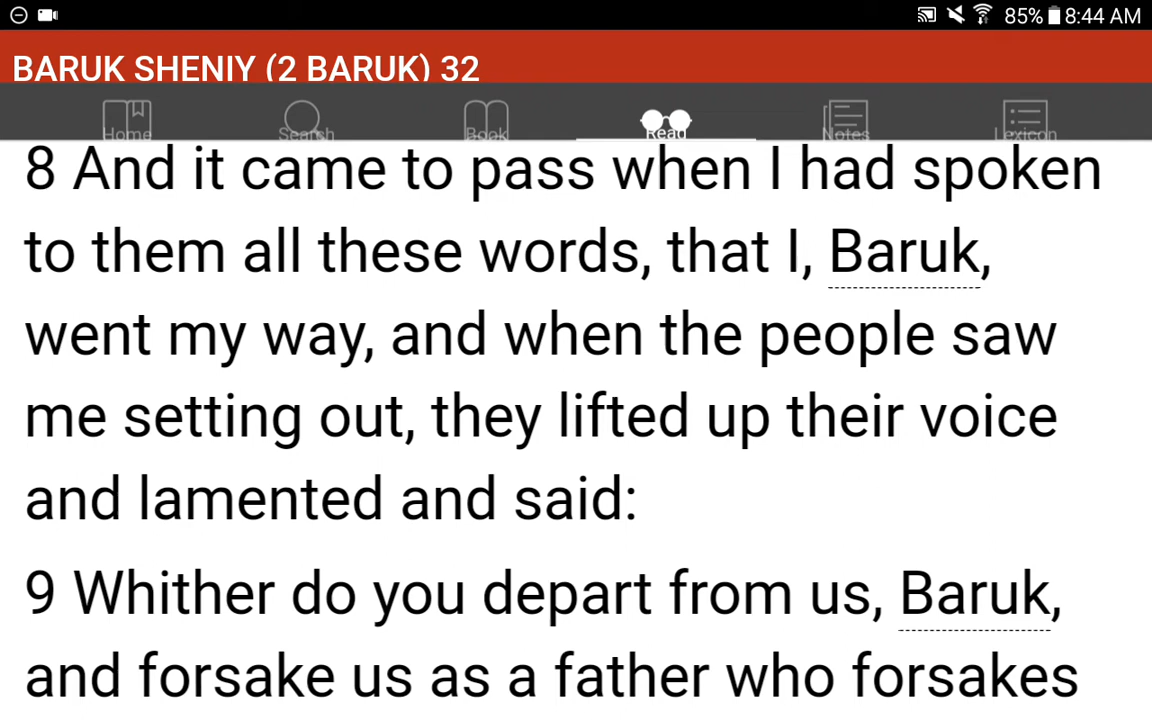 85% 8:44 AM
BARUK SHENIY (2 BARUK) 32
Home Search Book Read Notes Lexicon
8 And it came to pass when I had spoken
to them all these words, that I, Baruk,
went my way, and when the people saw
me setting out, they lifted up their voice
and lamented and said:
9 Whither do you depart from us, Baruk,
and forsake us as a father who forsakes